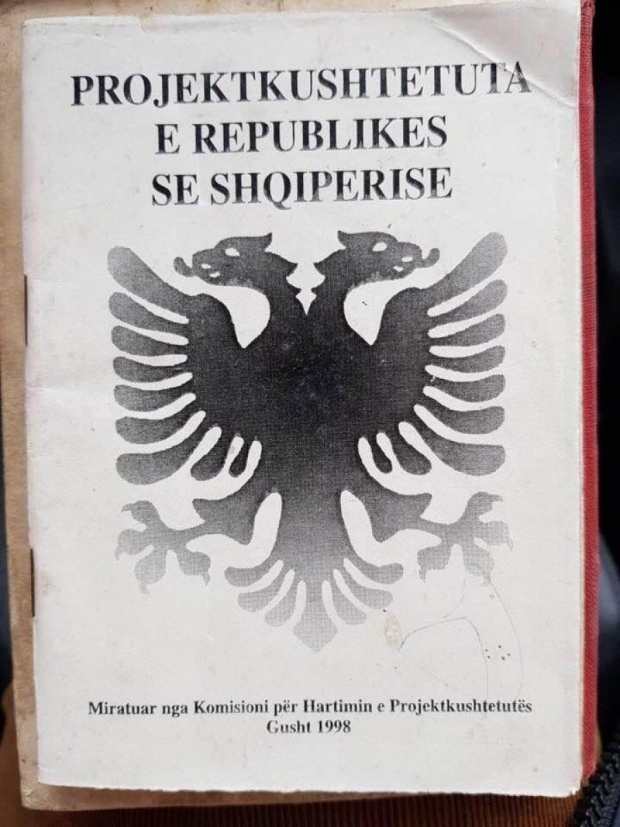 PROJEKTKUSHTETUTA
E REPUBLIKES
SE SHQIPERISE
Miratuar nga Komisioni për Hartimin e Projektkushtetutës
Gusht 1998